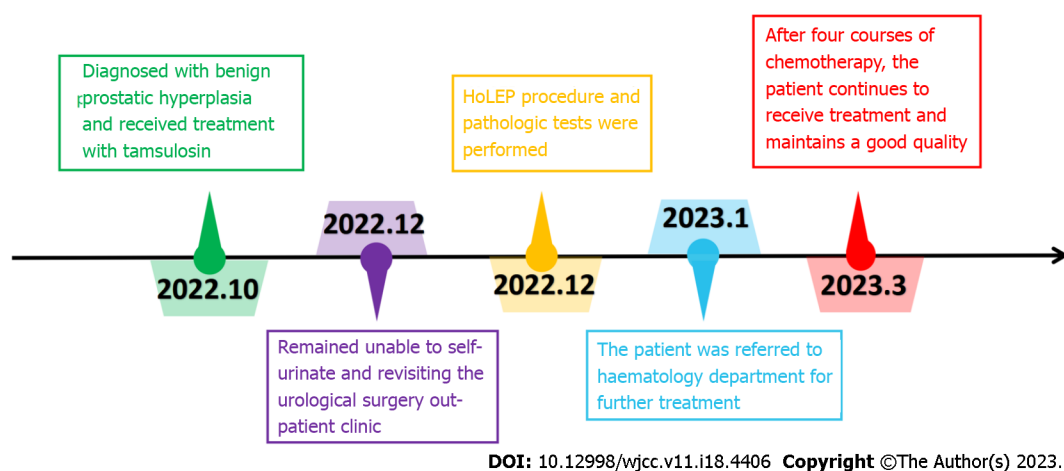 Diagnosed with benign
prostatic hyperplasia
and received treatment
with tamsulosin
HoLEP procedure and
pathologic tests were
performed
After four courses of
chemotherapy, the
patient continues to
receive treatment and
maintains a good quality
2022.10
2022.12
2022.12
2023.1
2023.3
Remained unable to self-
urinate and revisiting the
urological surgery out-
patient clinic
The patient was referred to
haematology department for
further treatment
DOI: 10.12998/wjcc.v11.i18.4406 Copyright ©The Author(s) 2023.